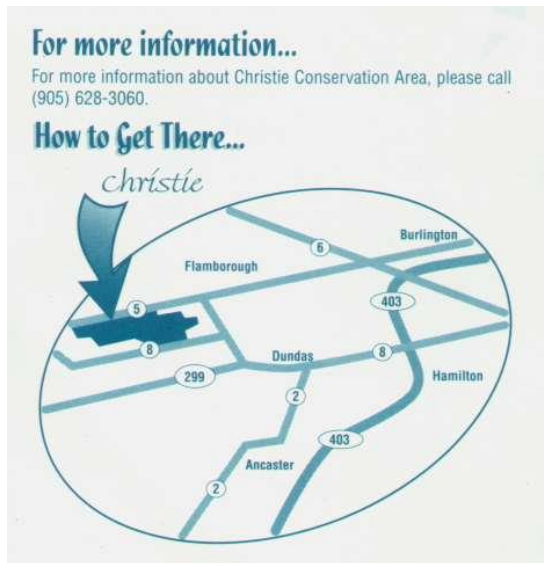 For more information...
For more information about Christie Conservation Area, please call
(905) 628-3060.
How to Get There...
Christie
Burlington
6
Flamborough
403
5
8
Dundas
8
299
Hamilton
2
403
Ancaster
2